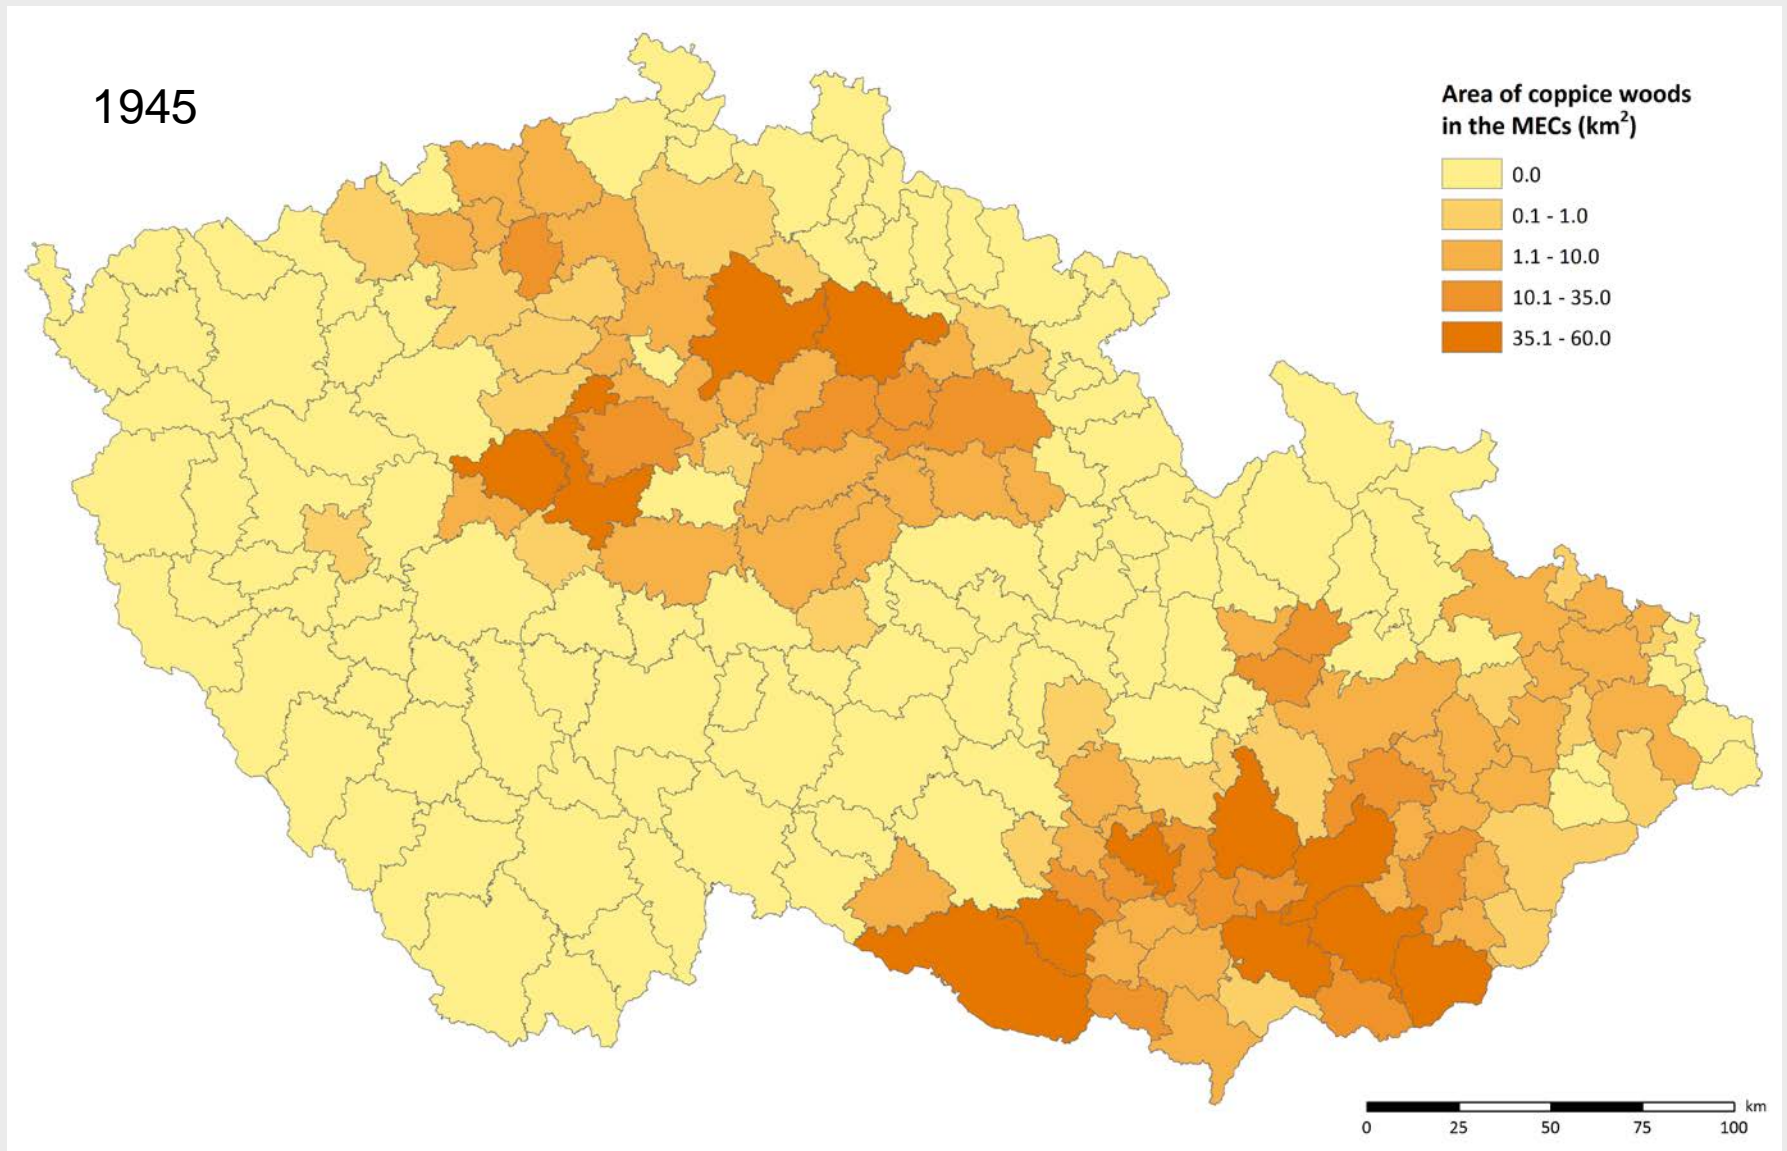 1945
Area of coppice woods
in the MECs (km²)
0.0
0.1 - 1.0
1.1 - 10.0
10.1 - 35.0
35.1 - 60.0
km
0 25 50 75 100